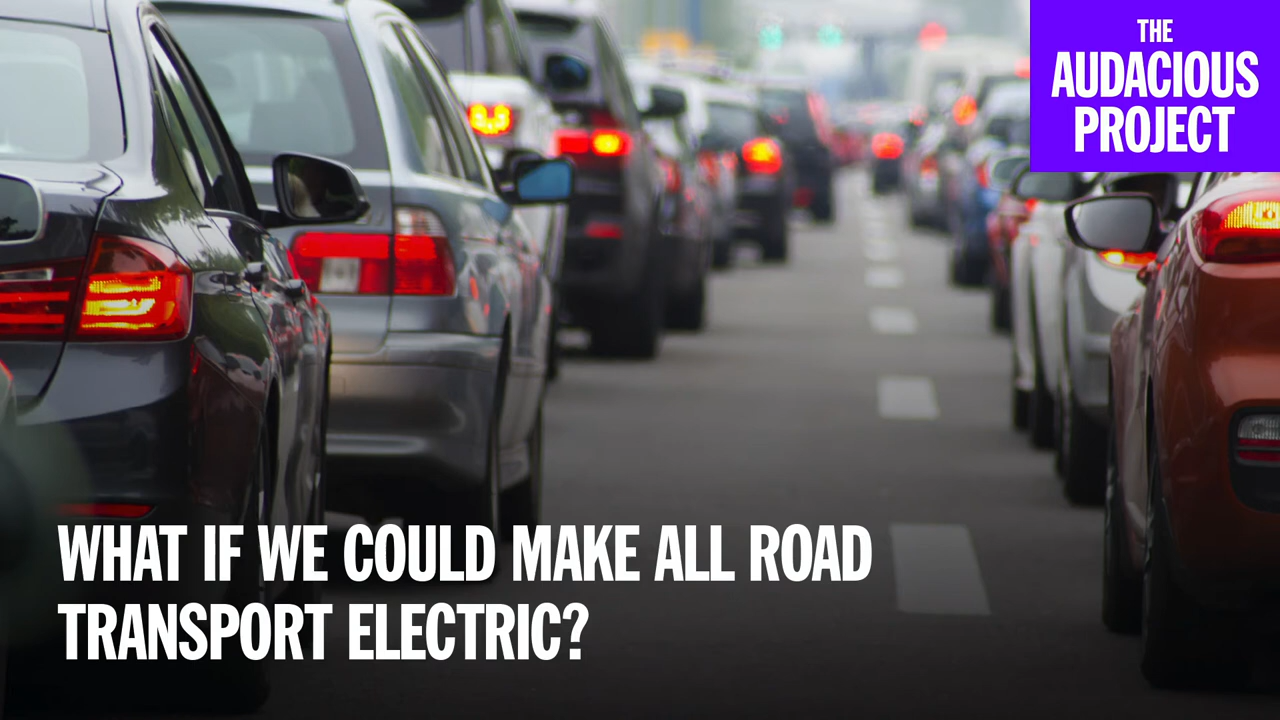 THE
AUDACIOUS
PROJECT
WHAT IF WE COULD MAKE ALL ROAD
TRANSPORT ELECTRIC?